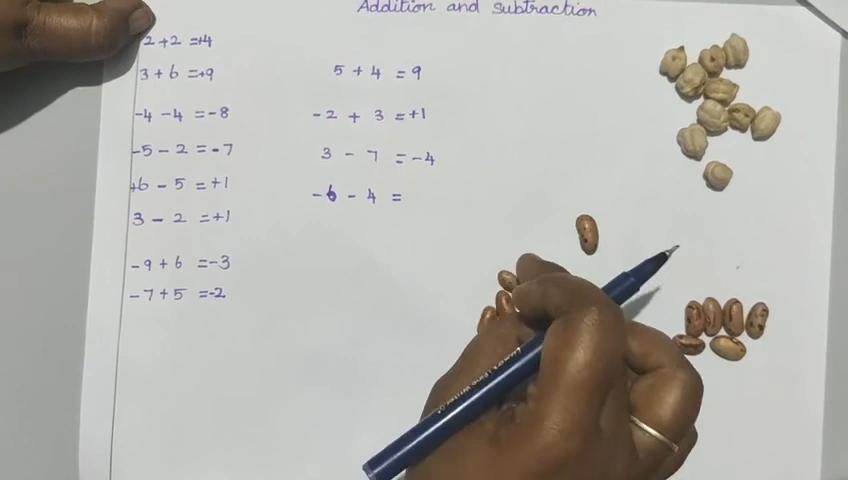 Addition and subtraction
2 + 2 = +4
3 + 6 = +9
-4 - 4 = -8
-5 - 2 = -7
+6 - 5 = +1
3 - 2 = +1
-9 + 6 = -3
-7 + 5 = -2
5 + 4 = 9
-2 + 3 = +1
3 - 7 = -4
-6 - 4 =